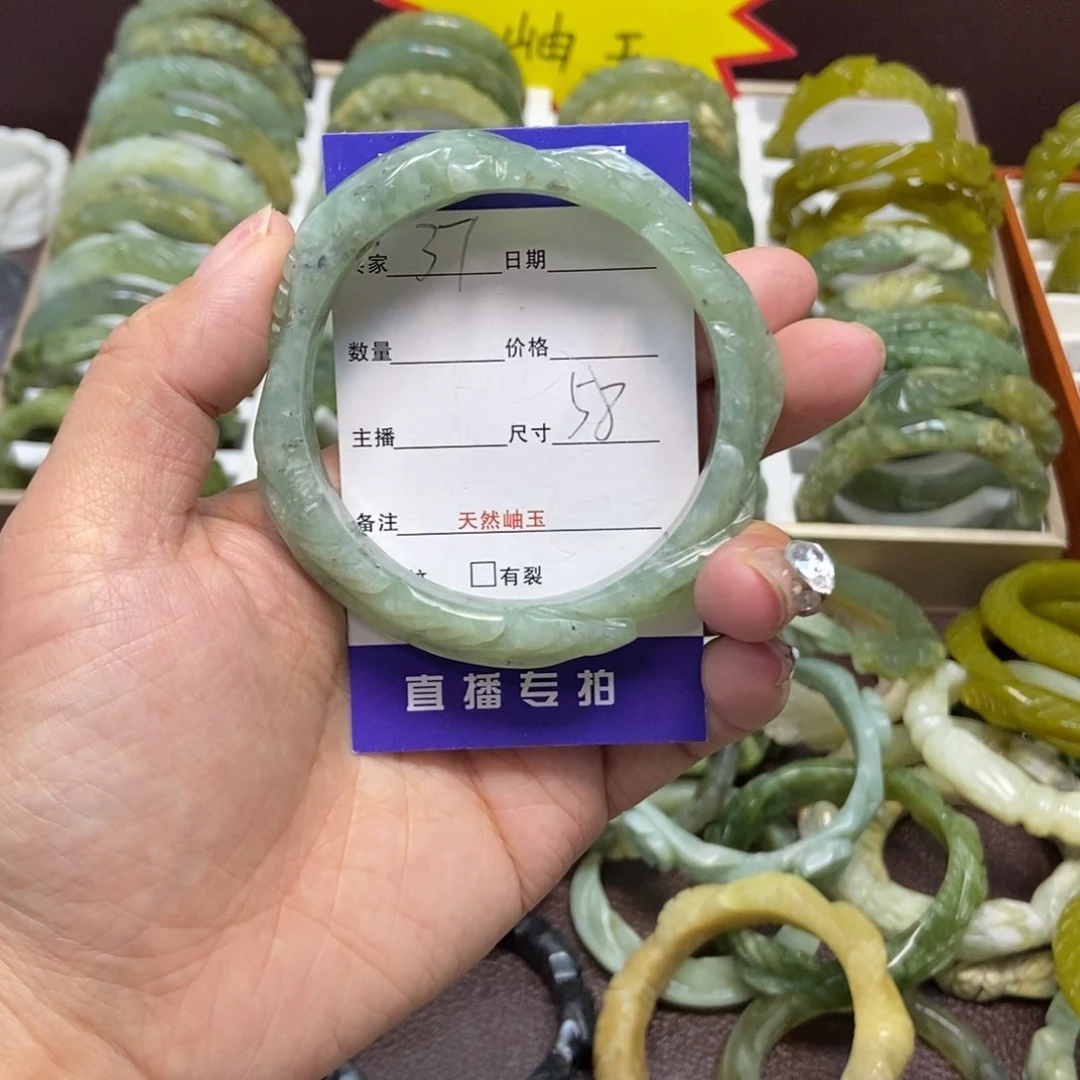 岫玉
家 37 日期
数量 价格
主播 尺寸 58
备注 天然岫玉
□有裂
直播专拍